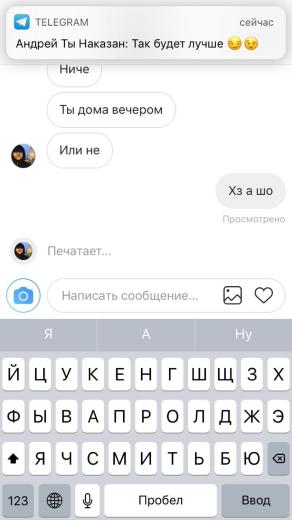 TELEGRAM
сейчас
Андрей Ты Наказан: Так будет лучше 😏😉
Ниче
Ты дома вечером
Или не
Хз а шо
Просмотрено
Печатает...
Написать сообщение...
Я А Ну
Й Ц У К Е Н Г Ш Щ З Х
Ф Ы В А П Р О Л Д Ж Э
Я Ч С М И Т Ь Б Ю
123 Пробел Ввод